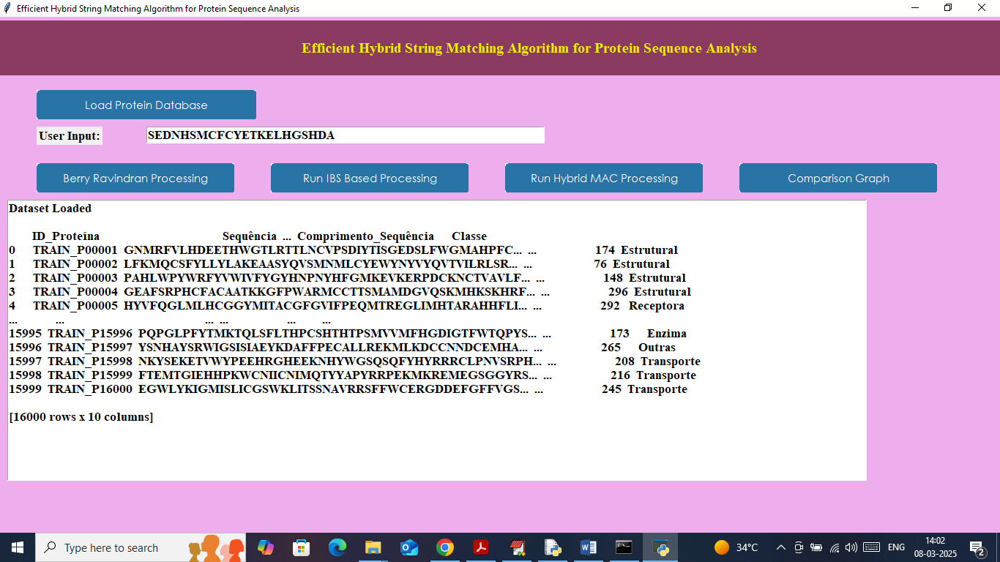 Efficient Hybrid String Matching Algorithm for Protein Sequence Analysis
Efficient Hybrid String Matching Algorithm for Protein Sequence Analysis
Load Protein Database
User Input: SEDNHSMCFCYETKELHGSHDA
Berry Ravindran Processing Run IBS Based Processing Run Hybrid MAC Processing Comparison Graph
Dataset Loaded
ID_Proteína Sequência ... Comprimento_Sequência Classe
0 TRAIN_P00001 GNMRFVLHDEETHWGTLRTTLNCVPSDIYTISGEDSLFWGMAHPFC... ... 174 Estrutural
1 TRAIN_P00002 LFKMQCSFYLLYLAKEAASYQVSMNMLCYEWYNYVYQVTVILRLSR... ... 76 Estrutural
2 TRAIN_P00003 PAHLWPYWRFYVWIVFYGYHNPNYHFGMKEVKERPDCKNCTVAVLF... ... 148 Estrutural
3 TRAIN_P00004 GEAFSRPHCFACAATKKGFPWARMCCTTSMAMDGVQSKMHKSKHRF... ... 296 Estrutural
4 TRAIN_P00005 HYVFQGLMLHCGGYMITACGFGVIFPEQMTREGLIMHTARAHHFLI... ... 292 Receptora
... ... ... ... ... ...
15995 TRAIN_P15996 PQPGLPFYTMKTQLSFLTHPCSHTHTPSMVVMFHGDIGTFWTQPYS... ... 173 Enzima
15996 TRAIN_P15997 YSNHAYSRWIGSISIAEYKDAFFPECALLREKMLKDCCNNDCEMHA... ... 265 Outras
15997 TRAIN_P15998 NKYSEKETVWYPEEHRGHEEKNHYWGSQSQFYHYRRRCLPNVSRPH... ... 208 Transporte
15998 TRAIN_P15999 FTEMTGIEHHPKWCNIICNIMQTYYAPYRRPEKMKREMEGSGGYRS... ... 216 Transporte
15999 TRAIN_P16000 EGWLYKIGMISLICGSWKLITSSNAVRRSFFWCERGDDEFGFFVGS... ... 245 Transporte
[16000 rows x 10 columns]
Type here to search 34°C ENG 14:02
08-03-2025 2